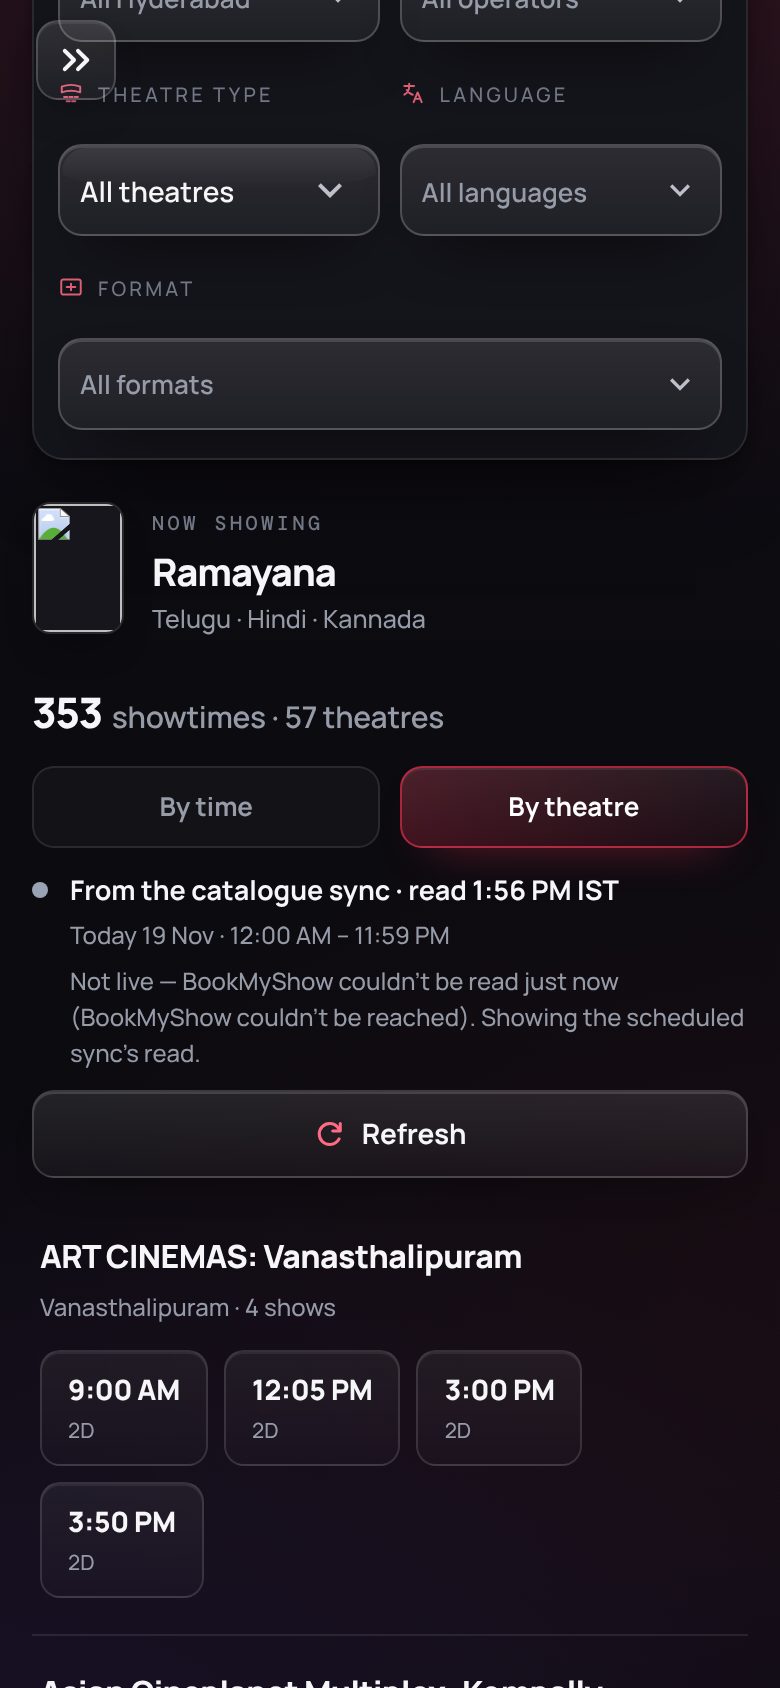 All Hyderabad
All operators
THEATRE TYPE
LANGUAGE
All theatres
All languages
FORMAT
All formats
NOW SHOWING
Ramayana
Telugu · Hindi · Kannada
353 showtimes · 57 theatres
By time
By theatre
From the catalogue sync · read 1:56 PM IST
Today 19 Nov · 12:00 AM – 11:59 PM
Not live — BookMyShow couldn't be read just now
(BookMyShow couldn't be reached). Showing the scheduled
sync's read.
Refresh
ART CINEMAS: Vanasthalipuram
Vanasthalipuram · 4 shows
9:00 AM
12:05 PM
3:00 PM
2D
2D
2D
3:50 PM
2D